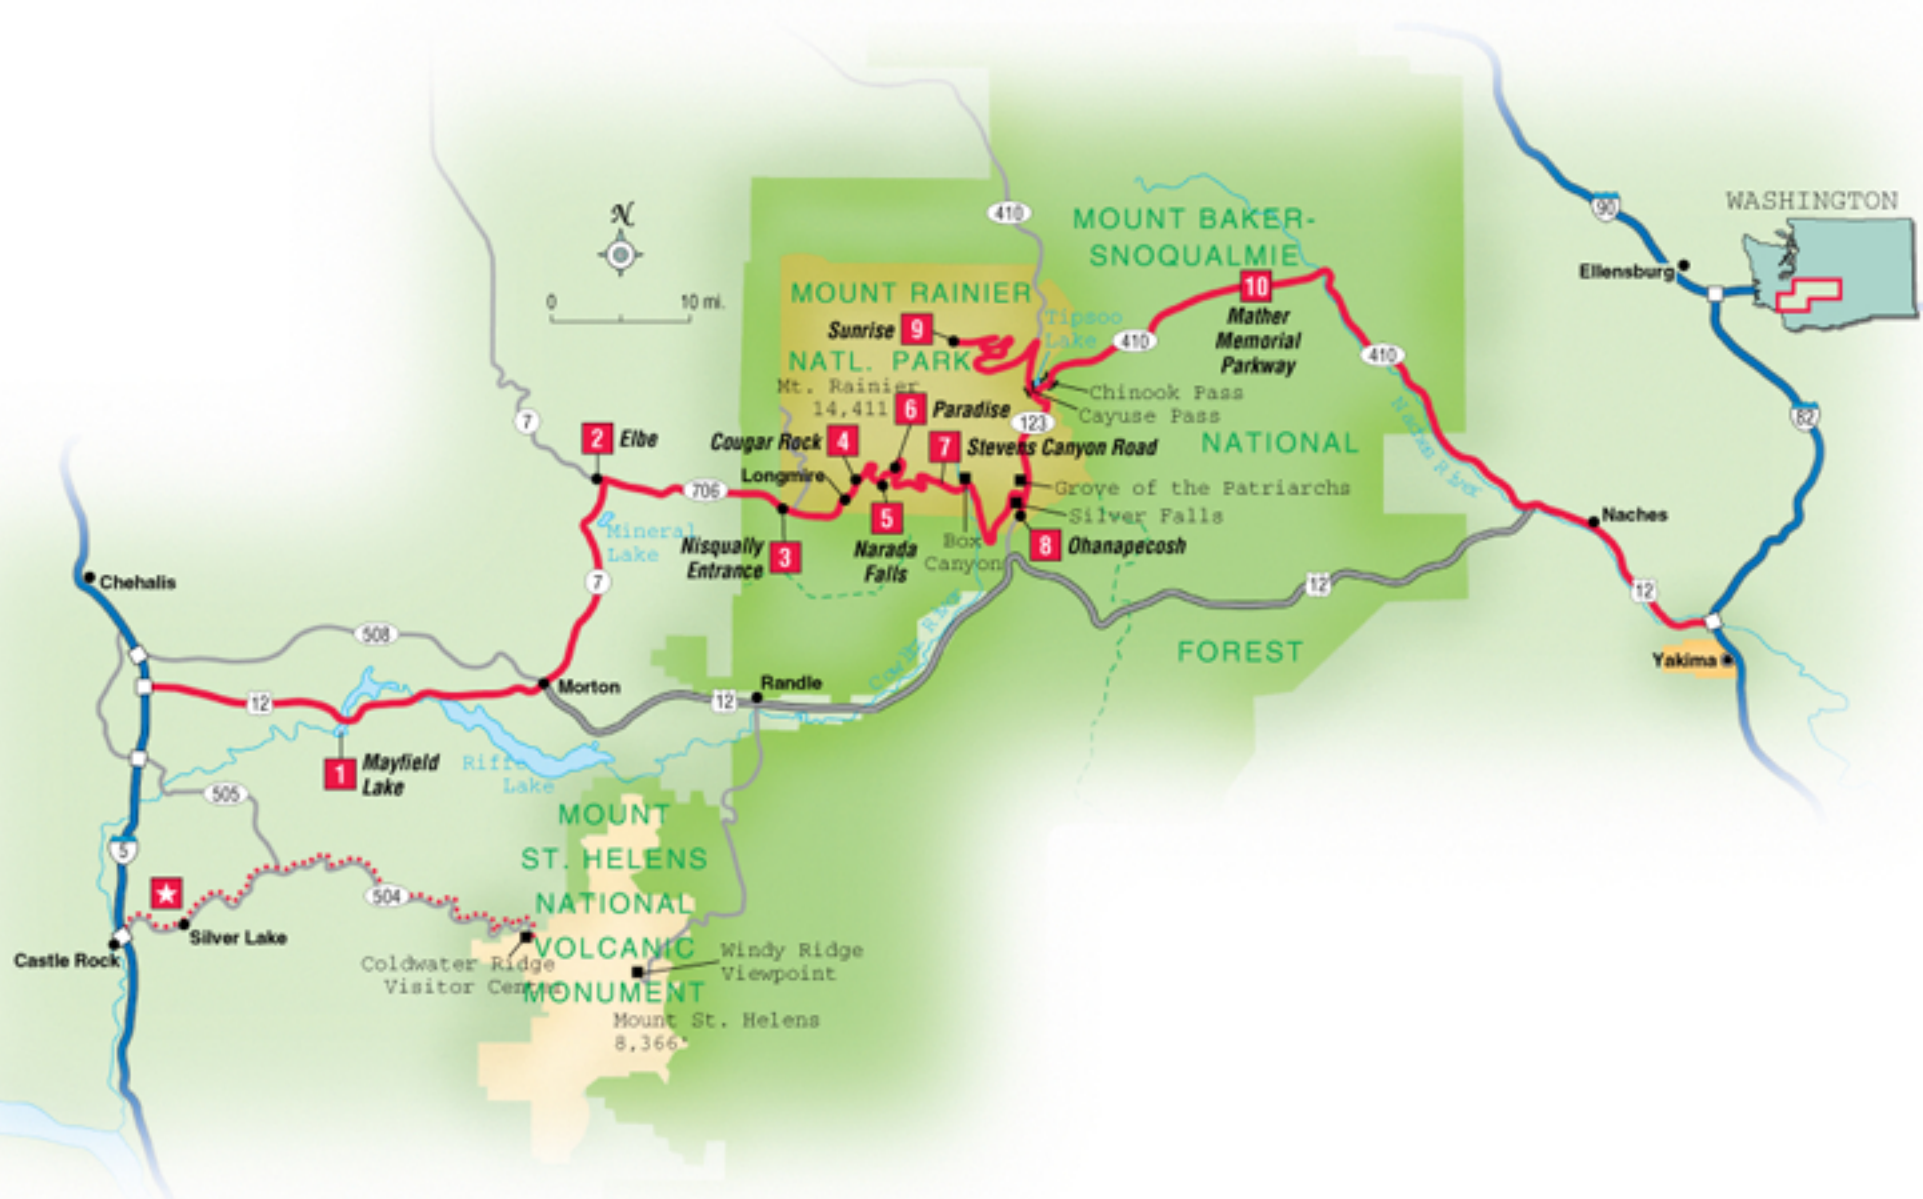 N
0 10 mi.
WASHINGTON
90
Ellensburg
82
410
MOUNT BAKER-
SNOQUALMIE
10
Mather
Memorial
Parkway
MOUNT RAINIER
NATL. PARK
Sunrise 9
Tipsoo
Lake
410
410
Chinook Pass
Cayuse Pass
Mt. Rainier
14,411
6 Paradise
123
NATIONAL
Naches River
7
2 Elbe
Cougar Rock 4
7 Stevens Canyon Road
Longmire
706
Grove of the Patriarchs
Silver Falls
5
Narada
Falls
Box
Canyon
8 Ohanapecosh
Nisqually
Entrance
3
Mineral
Lake
7
Naches
12
12
FOREST
Yakima
Chehalis
508
12
Morton
12
Randle
Cowlitz River
1
Mayfield
Lake
Riffe
Lake
505
5
MOUNT
ST. HELENS
NATIONAL
VOLCANIC
MONUMENT
504
Silver Lake
Castle Rock
Coldwater Ridge
Visitor Center
Windy Ridge
Viewpoint
Mount St. Helens
8,366'